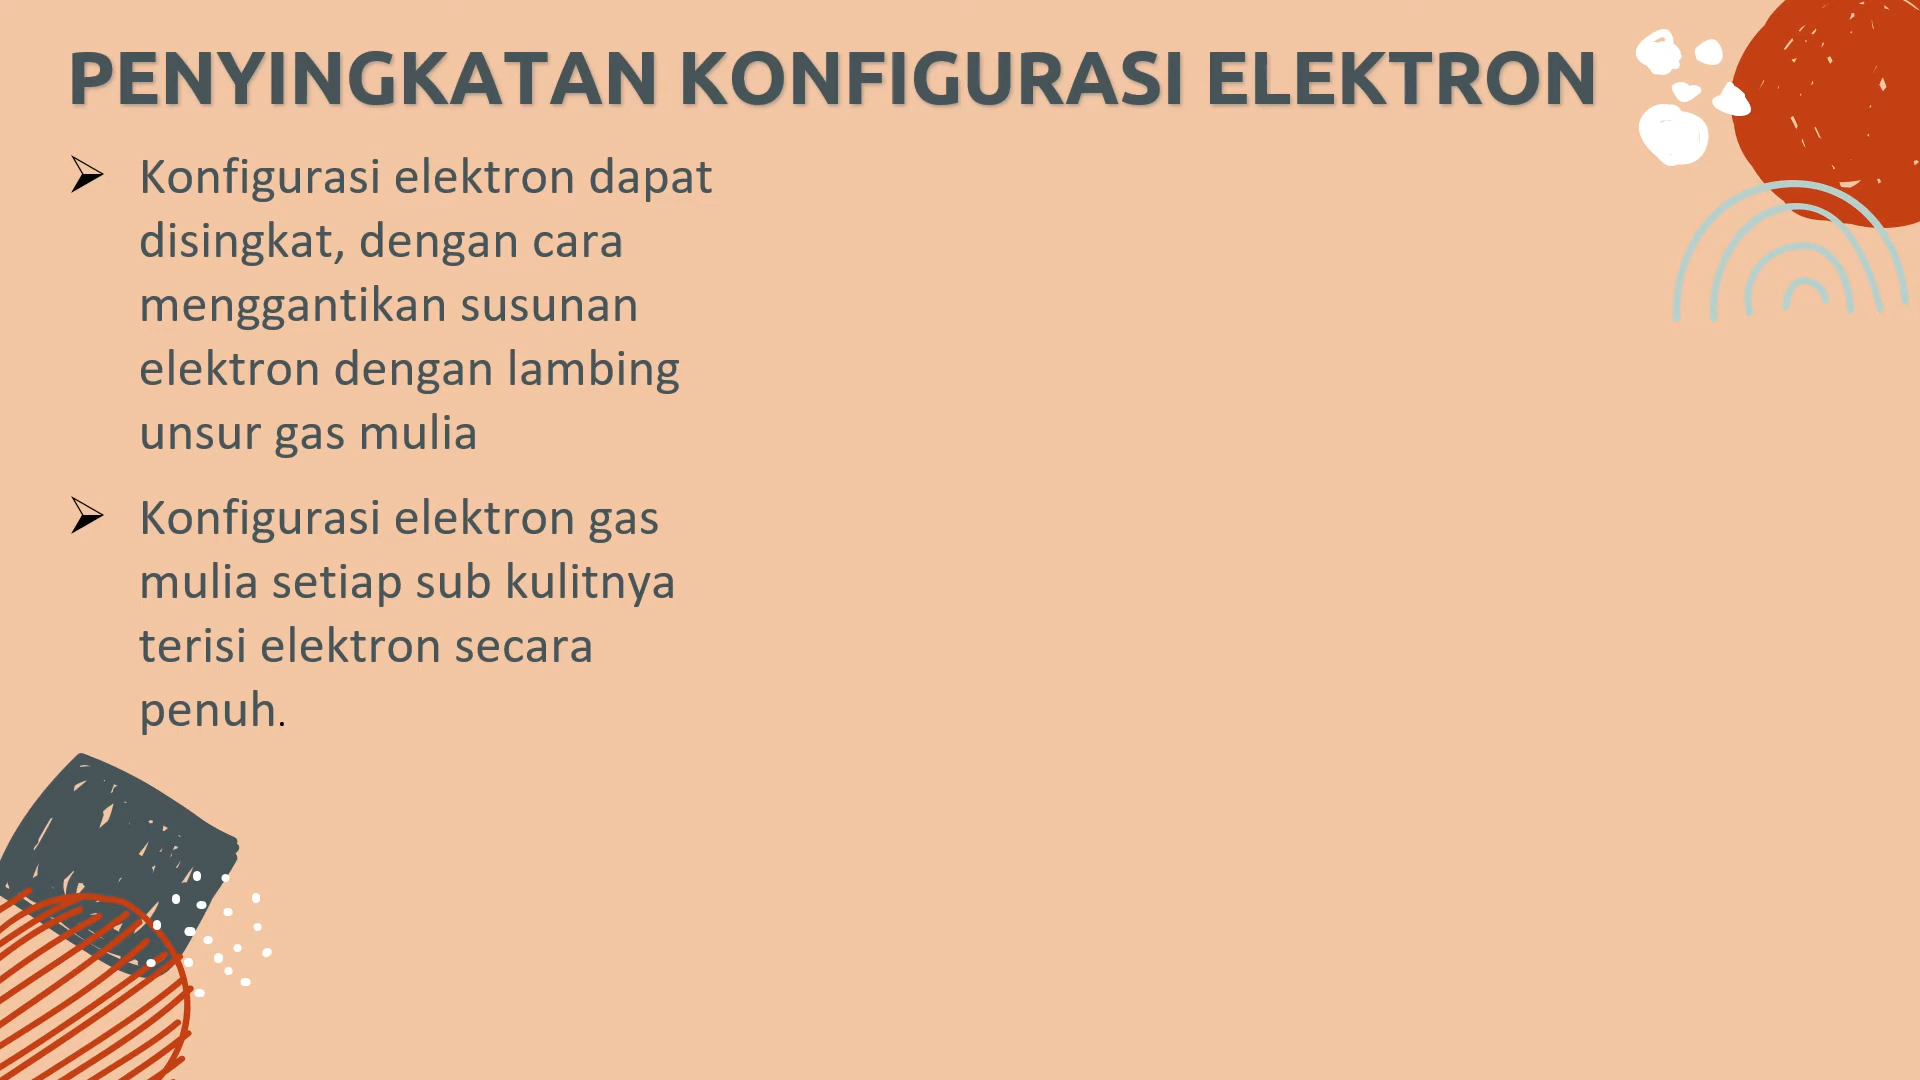 PENYINGKATAN KONFIGURASI ELEKTRON
Konfigurasi elektron dapat
disingkat, dengan cara
menggantikan susunan
elektron dengan lambing
unsur gas mulia
Konfigurasi elektron gas
mulia setiap sub kulitnya
terisi elektron secara
penuh.